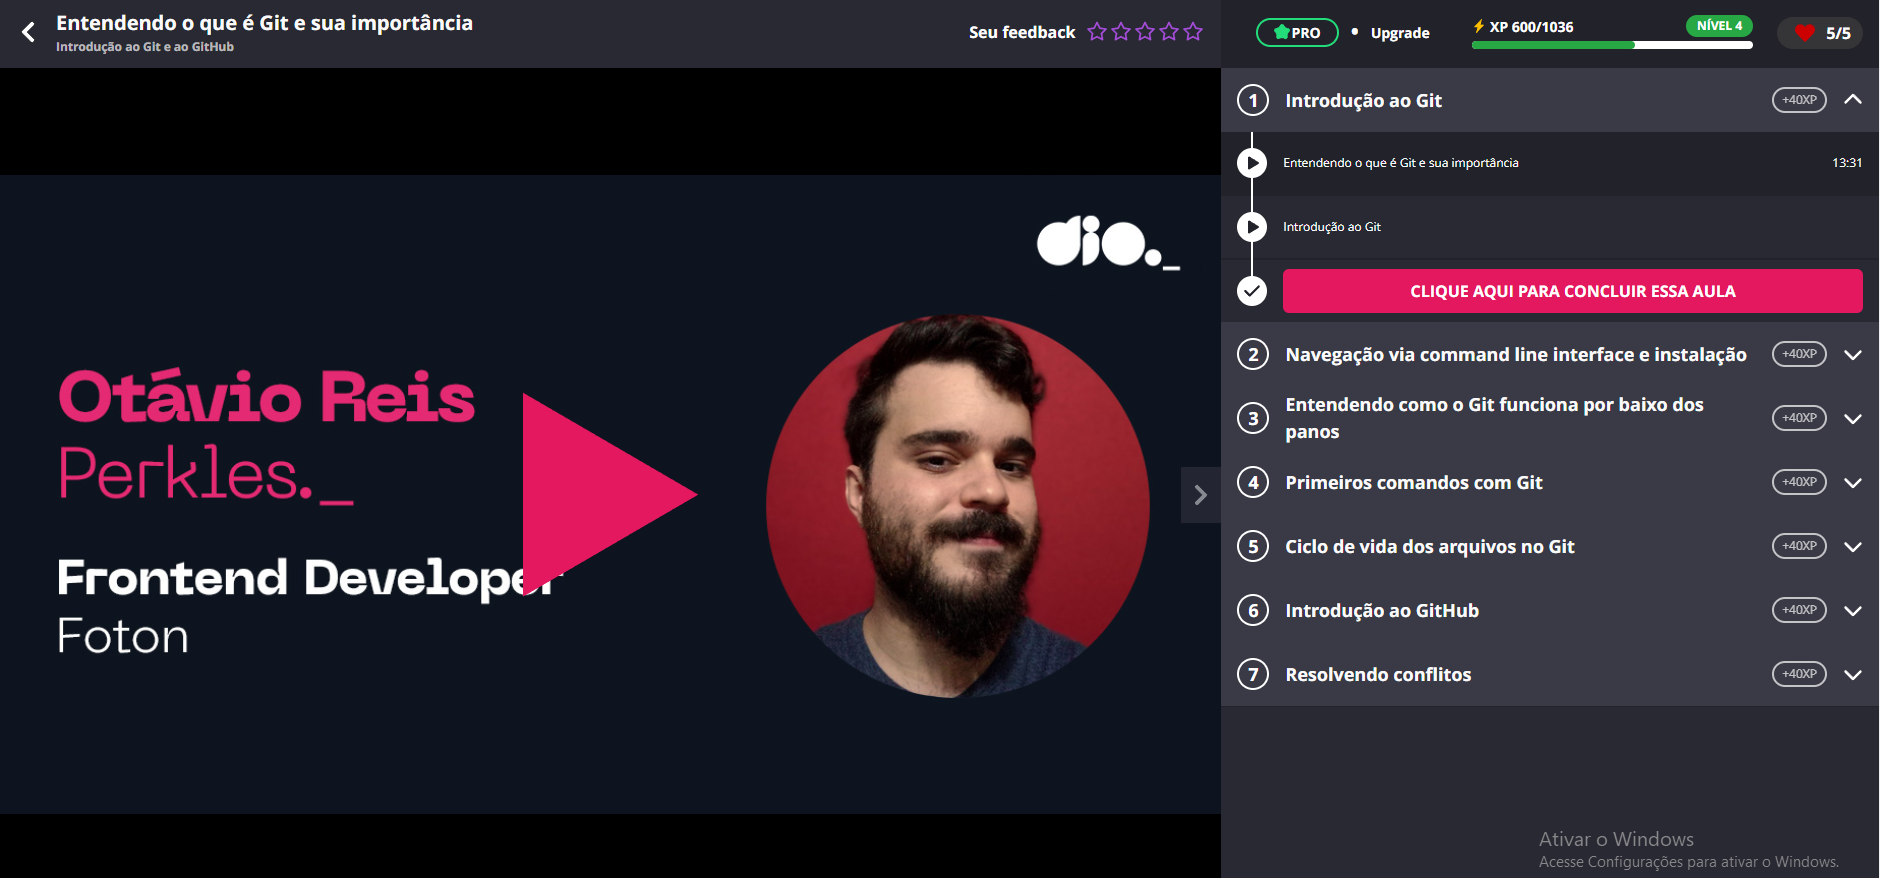 Entendendo o que é Git e sua importância
Introdução ao Git e ao GitHub
Seu feedback
PRO • Upgrade
XP 600/1036
NÍVEL 4
5/5
dio._
Otávio Reis
Perkles._
Frontend Developer
Foton
1 Introdução ao Git +40XP
Entendendo o que é Git e sua importância 13:31
Introdução ao Git
CLIQUE AQUI PARA CONCLUIR ESSA AULA
2 Navegação via command line interface e instalação +40XP
3 Entendendo como o Git funciona por baixo dos
panos +40XP
4 Primeiros comandos com Git +40XP
5 Ciclo de vida dos arquivos no Git +40XP
6 Introdução ao GitHub +40XP
7 Resolvendo conflitos +40XP
Ativar o Windows
Acesse Configurações para ativar o Windows.